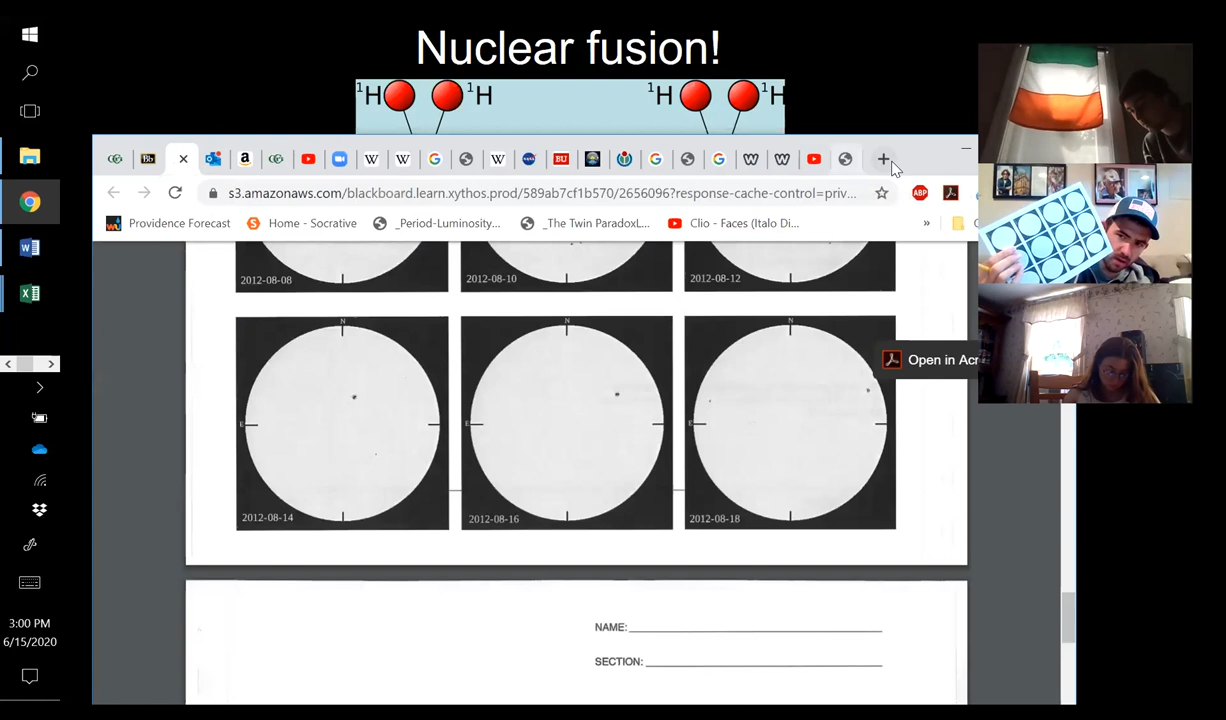 Nuclear fusion!
¹H ¹H ¹H ¹H
Bb a W W G W BU G G W W
s3.amazonaws.com/blackboard.learn.xythos.prod/589ab7cf1b570/2656096?response-cache-control=priv...
ABP
Providence Forecast Home - Socrative _Period-Luminosity... _The Twin ParadoxL... Clio - Faces (Italo Di... »
2012-08-08 2012-08-10 2012-08-12
N N N
Open in Acr
E E E
2012-08-14 2012-08-16 2012-08-18
NAME:
SECTION:
3:00 PM
6/15/2020